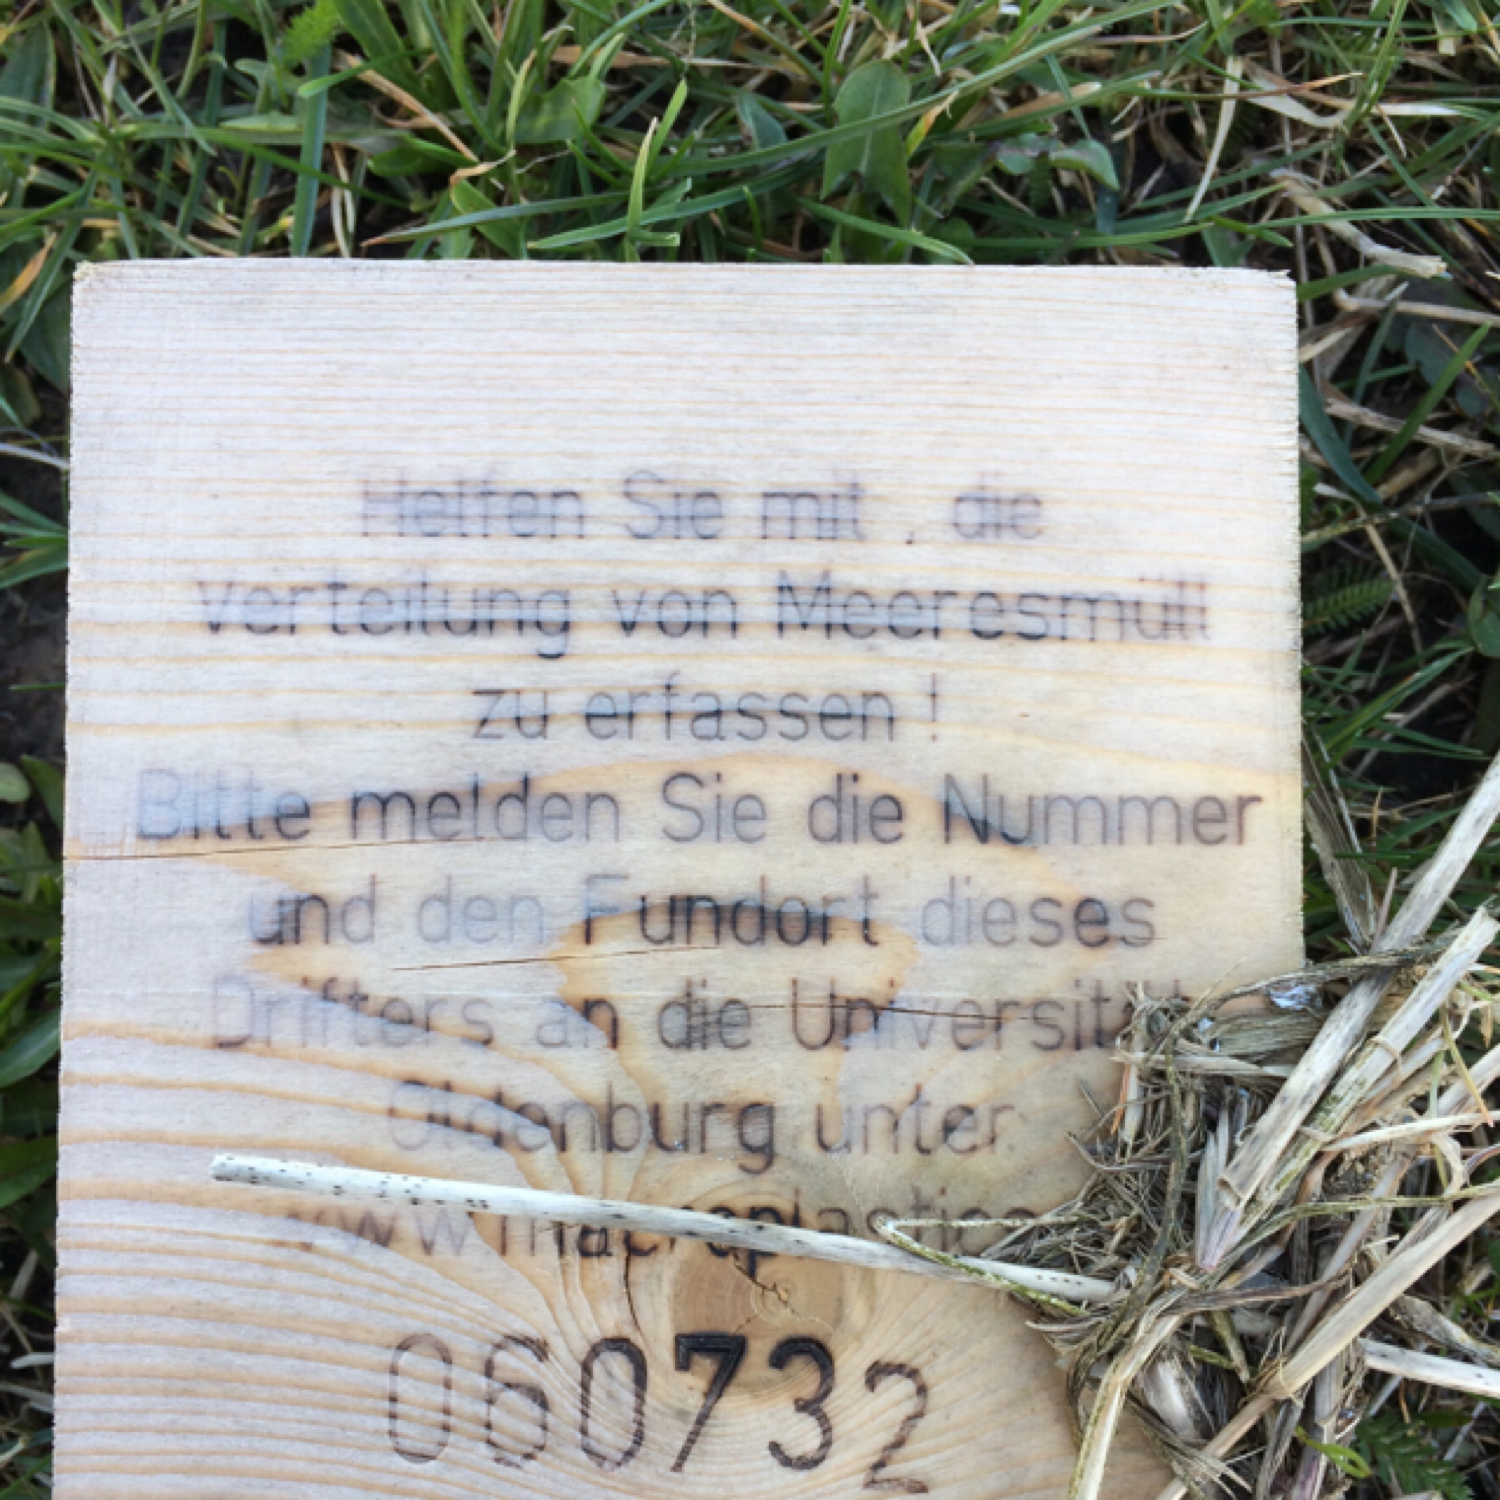 Helfen Sie mit, die
Verteilung von Meeresmüll
zu erfassen!
Bitte melden Sie die Nummer
und den Fundort dieses
Drifters an die Universität
Oldenburg unter:
060732